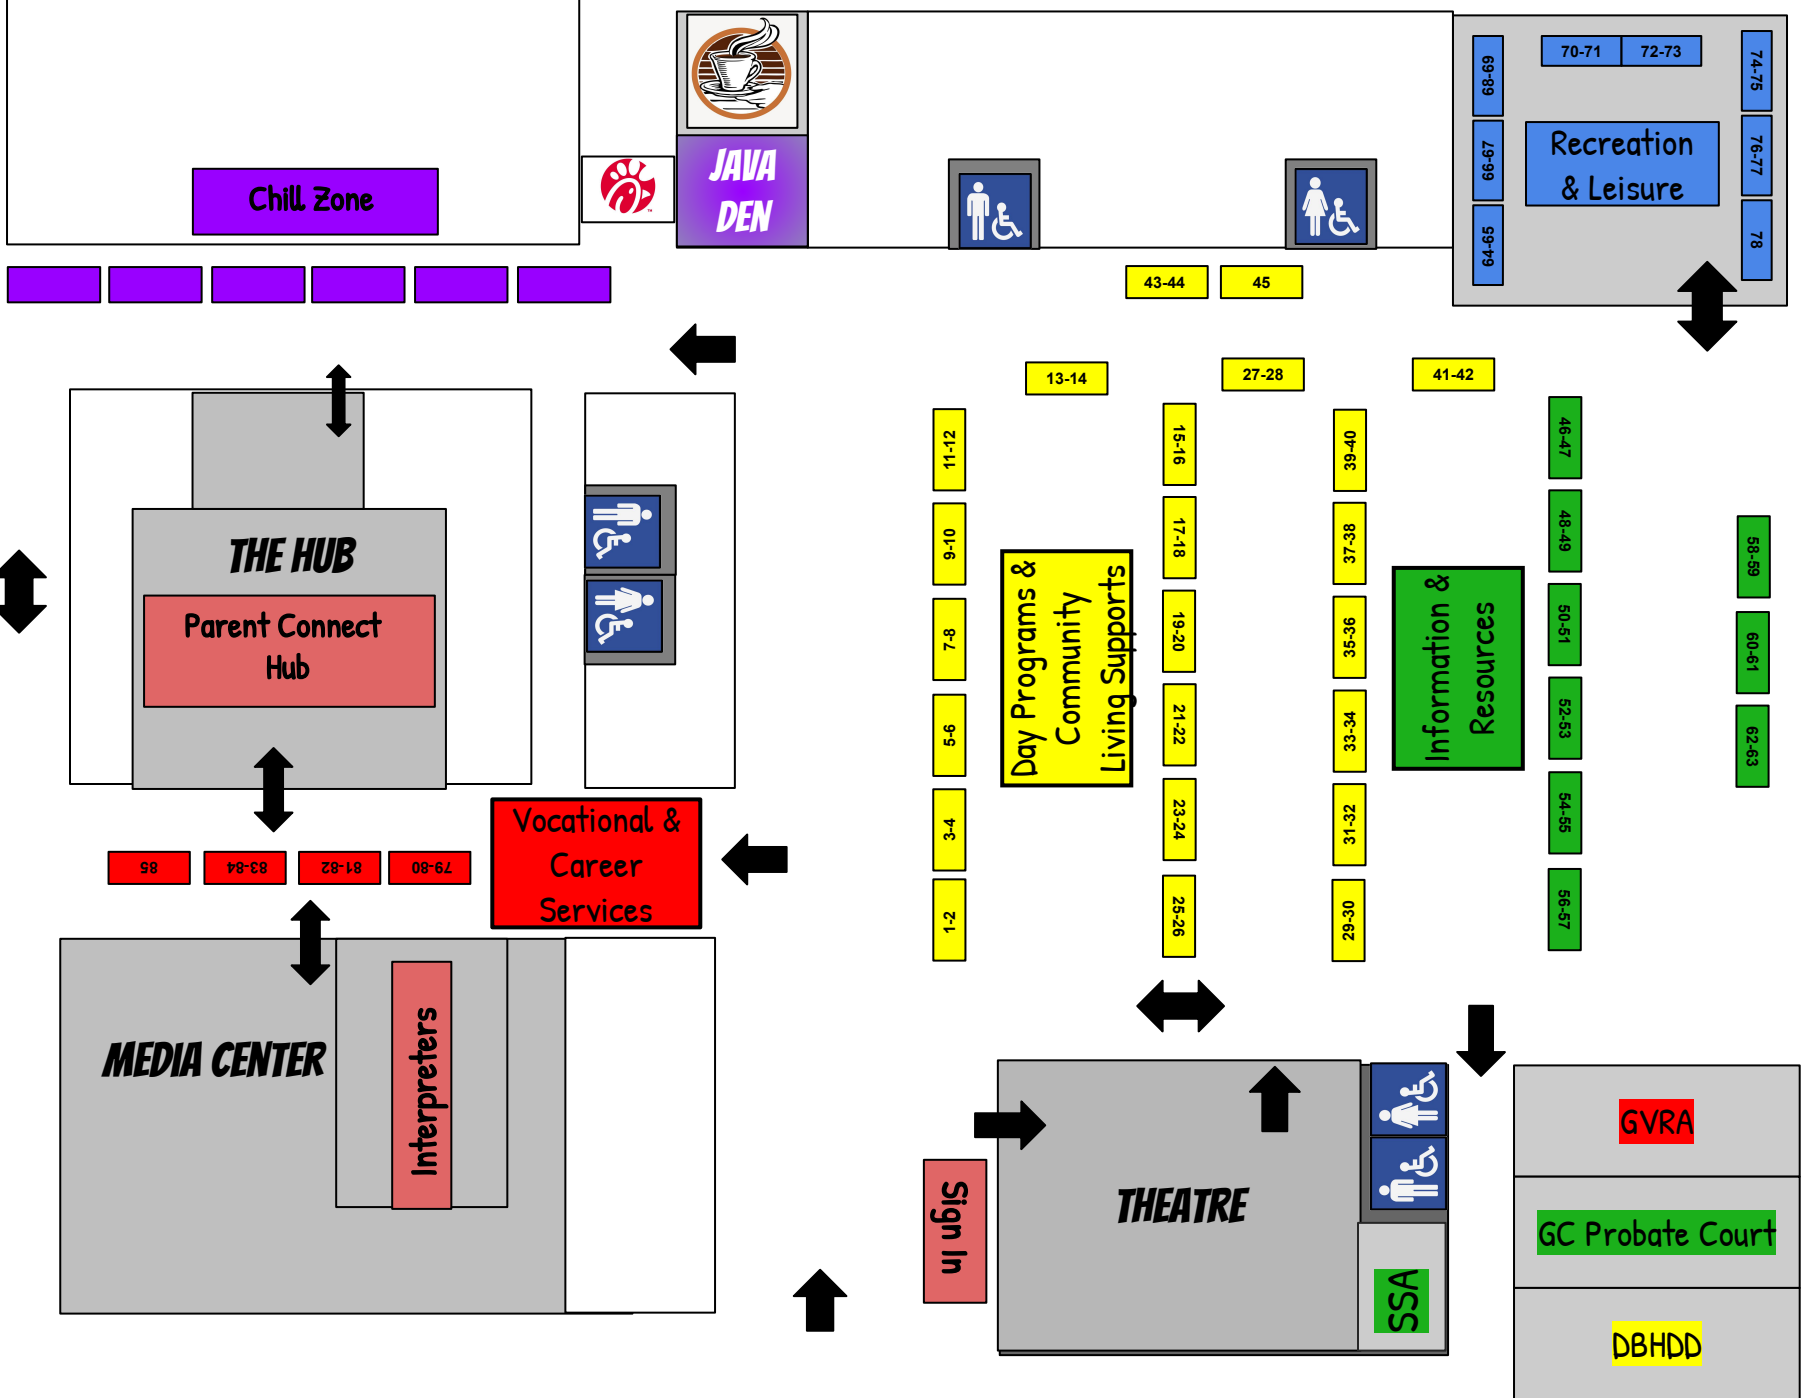 JAVA
DEN
Chill Zone
70-71
72-73
68-69
66-67
64-65
74-75
76-77
78
Recreation
& Leisure
43-44
45
13-14
27-28
41-42
11-12
9-10
7-8
5-6
3-4
1-2
Day Programs &
Community
Living Supports
15-16
17-18
19-20
21-22
23-24
25-26
39-40
37-38
35-36
33-34
31-32
29-30
Information &
Resources
46-47
48-49
50-51
52-53
54-55
56-57
58-59
60-61
62-63
THE HUB
Parent Connect
Hub
Vocational &
Career
Services
85
83-84
81-82
79-80
MEDIA CENTER
Interpreters
Sign In
THEATRE
SSA
GVRA
GC Probate Court
DBHDD